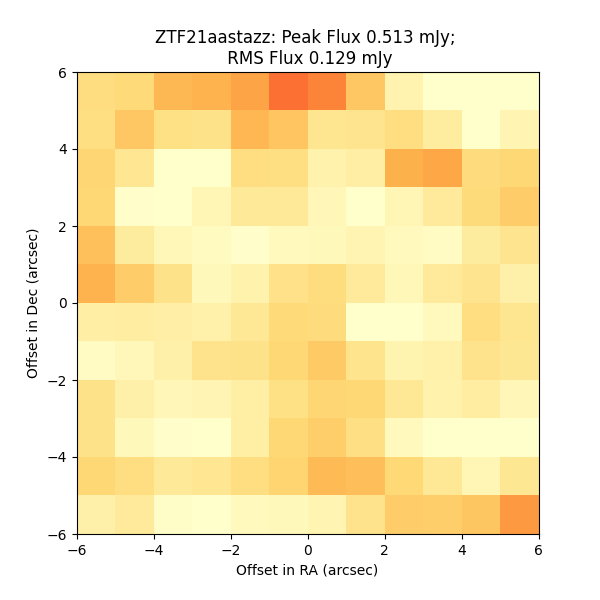 ZTF21aastazz: Peak Flux 0.513 mJy;
RMS Flux 0.129 mJy
Offset in Dec (arcsec)
6
4
2
0
−2
−4
−6
−6 −4 −2 0 2 4 6
Offset in RA (arcsec)